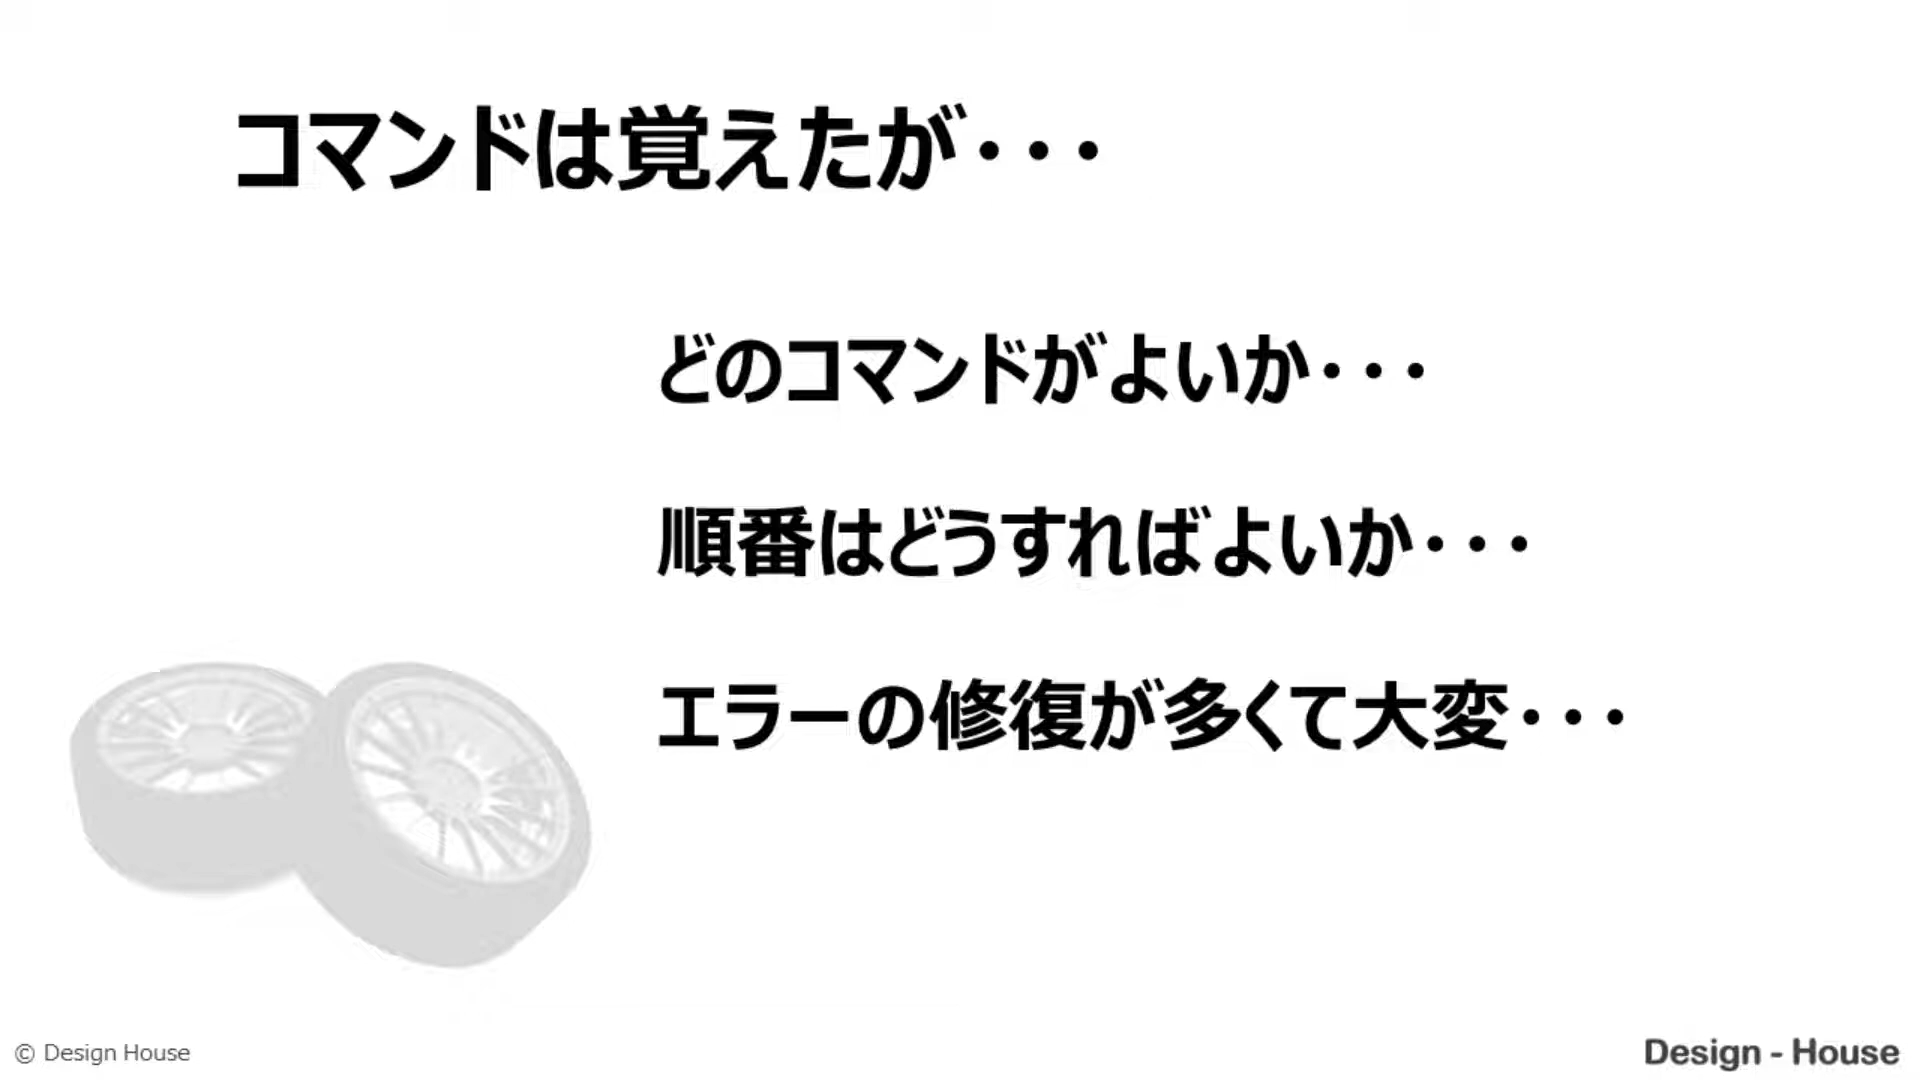 コマンドは覚えたが・・・
どのコマンドがよいか・・・
順番はどうすればよいか・・・
エラーの修復が多くて大変・・・
© Design House
Design - House